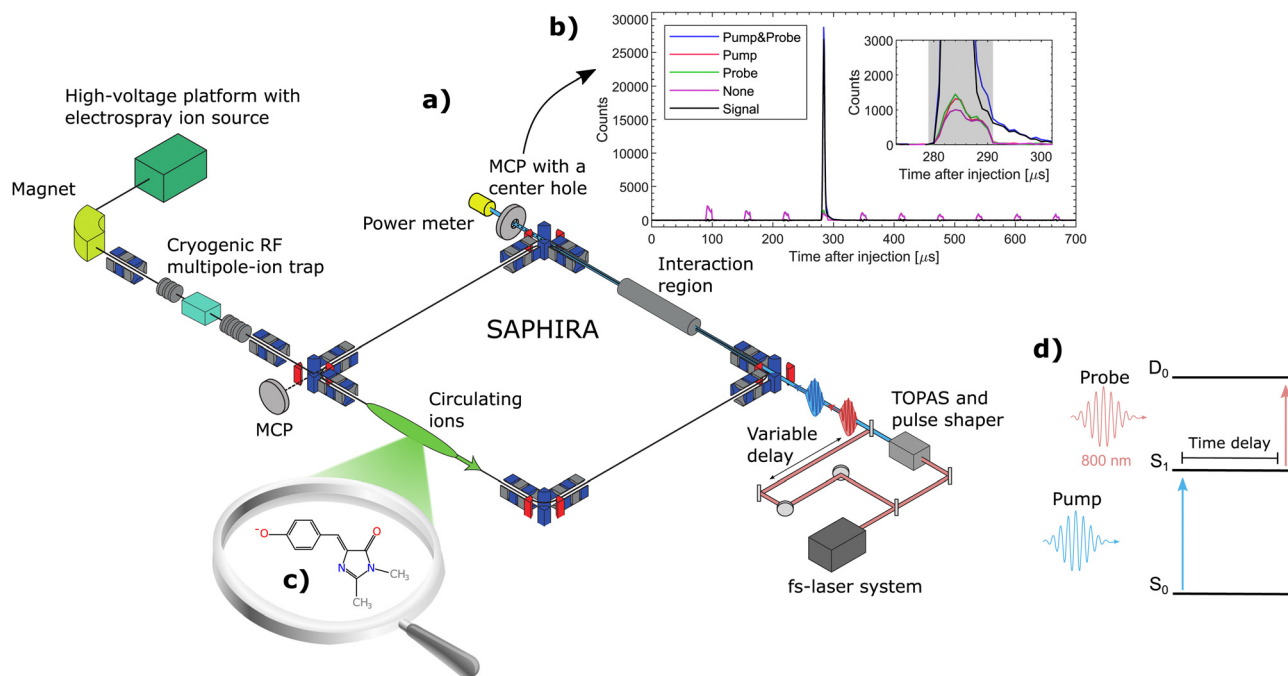 a)
High-voltage platform with
electrospray ion source
Magnet
Cryogenic RF
multipole-ion trap
MCP with a
center hole
Power meter
Interaction
region
SAPHIRA
MCP
Circulating
ions
Variable
delay
TOPAS and
pulse shaper
fs-laser system
b)
30000
25000
20000
15000
10000
5000
0
Counts
Pump&Probe
Pump
Probe
None
Signal
0 100 200 300 400 500 600 700
Time after injection [μs]
3000
2000
1000
0
Counts
280 290 300
Time after injection [μs]
c)
⁻O
O
N
N
CH₃
CH₃
d)
D₀
Probe
800 nm
Time delay
S₁
Pump
S₀